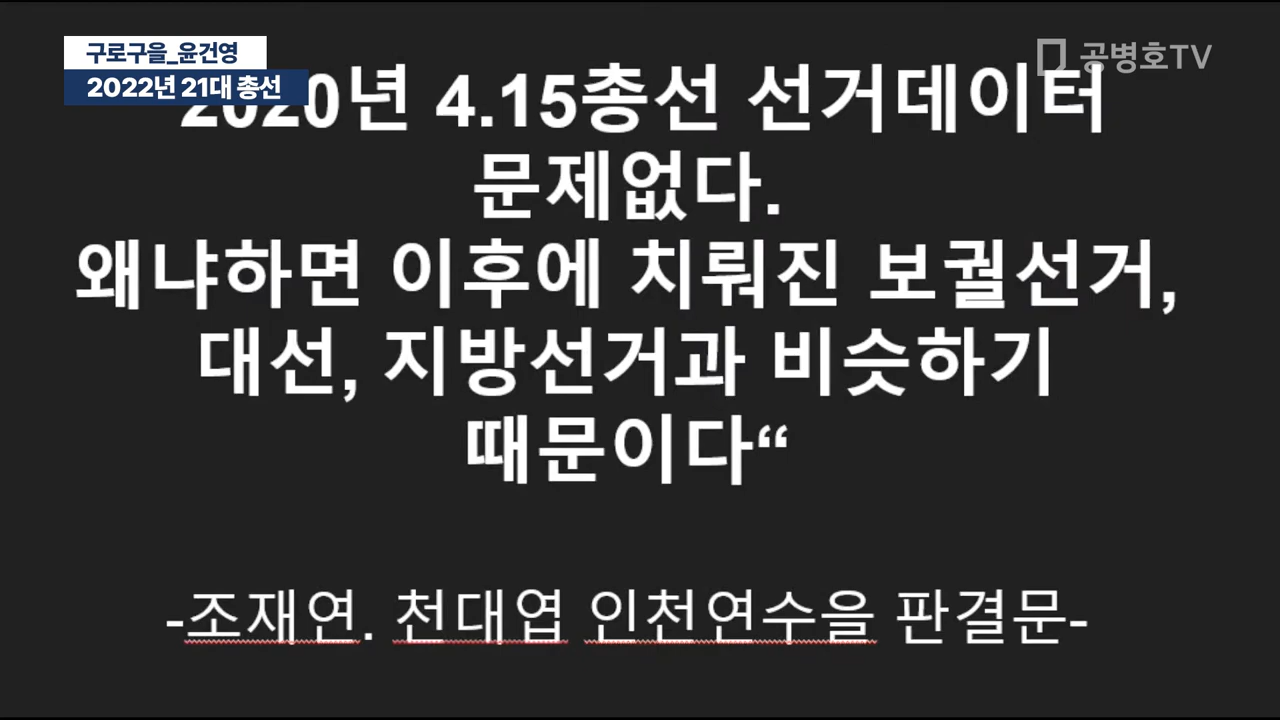 구로구을_윤건영
2022년 21대 총선
공병호TV
2020년 4.15총선 선거데이터
문제없다.
왜냐하면 이후에 치뤄진 보궐선거,
대선, 지방선거과 비슷하기
때문이다“
-조재연. 천대엽 인천연수을 판결문-